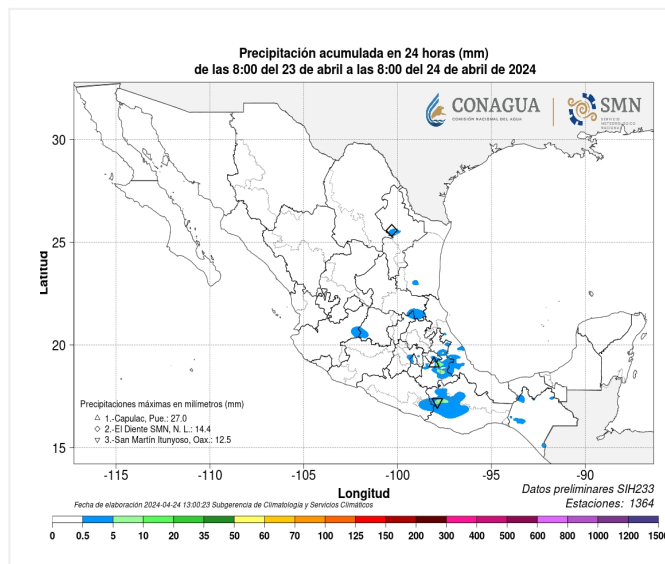 Precipitación acumulada en 24 horas (mm)
de las 8:00 del 23 de abril a las 8:00 del 24 de abril de 2024
CONAGUA
COMISIÓN NACIONAL DEL AGUA
SMN
SERVICIO
METEOROLÓGICO
NACIONAL
30
25
20
15
Latitud
Precipitaciones máximas en milímetros (mm)
1.-Capulac, Pue.: 27.0
2.-El Diente SMN, N. L.: 14.4
3.-San Martín Itunyoso, Oax.: 12.5
-115 -110 -105 -100 -95 -90
Longitud
Datos preliminares SIH233
Estaciones: 1364
Fecha de elaboración 2024-04-24 13:00:23 Subgerencia de Climatología y Servicios Climáticos
0 0.5 5 10 20 35 50 60 70 100 125 150 200 300 400 500 600 800 1000 1200 1500